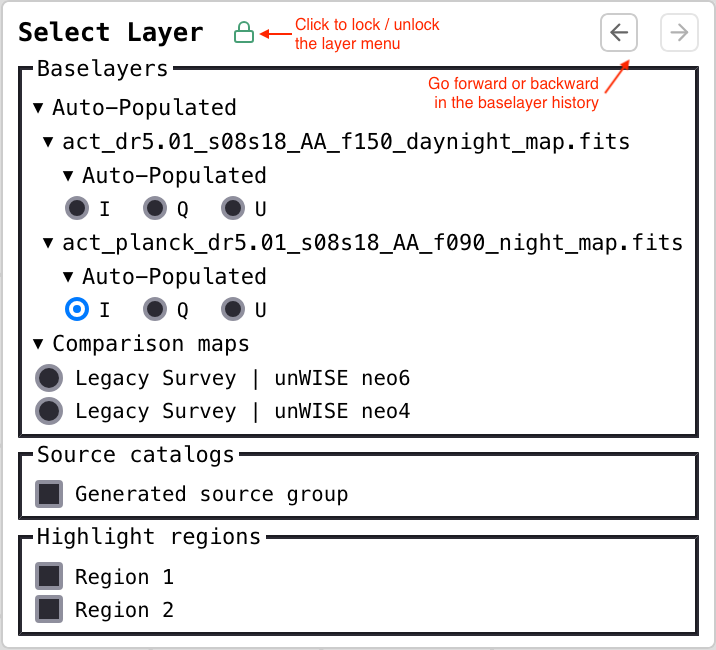 Select Layer
Click to lock / unlock
the layer menu
Go forward or backward
in the baselayer history
Baselayers
▼ Auto-Populated
▼ act_dr5.01_s08s18_AA_f150_daynight_map.fits
▼ Auto-Populated
I Q U
▼ act_planck_dr5.01_s08s18_AA_f090_night_map.fits
▼ Auto-Populated
I Q U
▼ Comparison maps
Legacy Survey | unWISE neo6
Legacy Survey | unWISE neo4
Source catalogs
Generated source group
Highlight regions
Region 1
Region 2